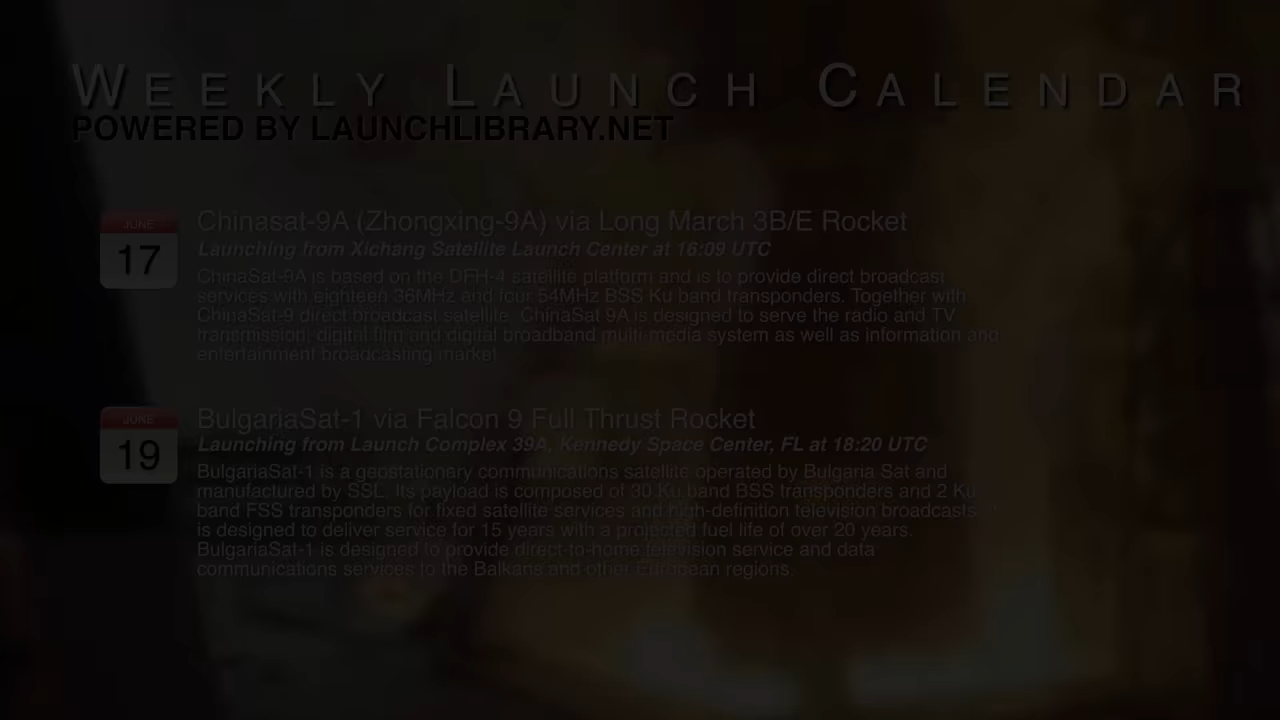 WEEKLY LAUNCH CALENDAR
POWERED BY LAUNCHLIBRARY.NET
JUNE
17
Chinasat-9A (Zhongxing-9A) via Long March 3B/E Rocket
Launching from Xichang Satellite Launch Center at 16:09 UTC
ChinaSat-9A is based on the DFH-4 satellite platform and is to provide direct broadcast
services with eighteen 36MHz and four 54MHz BSS Ku band transponders. Together with
ChinaSat-9 direct broadcast satellite, ChinaSat 9A is designed to serve the radio and TV
transmission, digital film and digital broadband multi-media system as well as information and
entertainment broadcasting market
JUNE
19
BulgariaSat-1 via Falcon 9 Full Thrust Rocket
Launching from Launch Complex 39A, Kennedy Space Center, FL at 18:20 UTC
BulgariaSat-1 is a geostationary communications satellite operated by Bulgaria Sat and
manufactured by SSL. Its payload is composed of 30 Ku band BSS transponders and 2 Ku
band FSS transponders for fixed satellite services and high-definition television broadcasts.
is designed to deliver service for 15 years with a projected fuel life of over 20 years.
BulgariaSat-1 is designed to provide direct-to-home television service and data
communications services to the Balkans and other European regions.